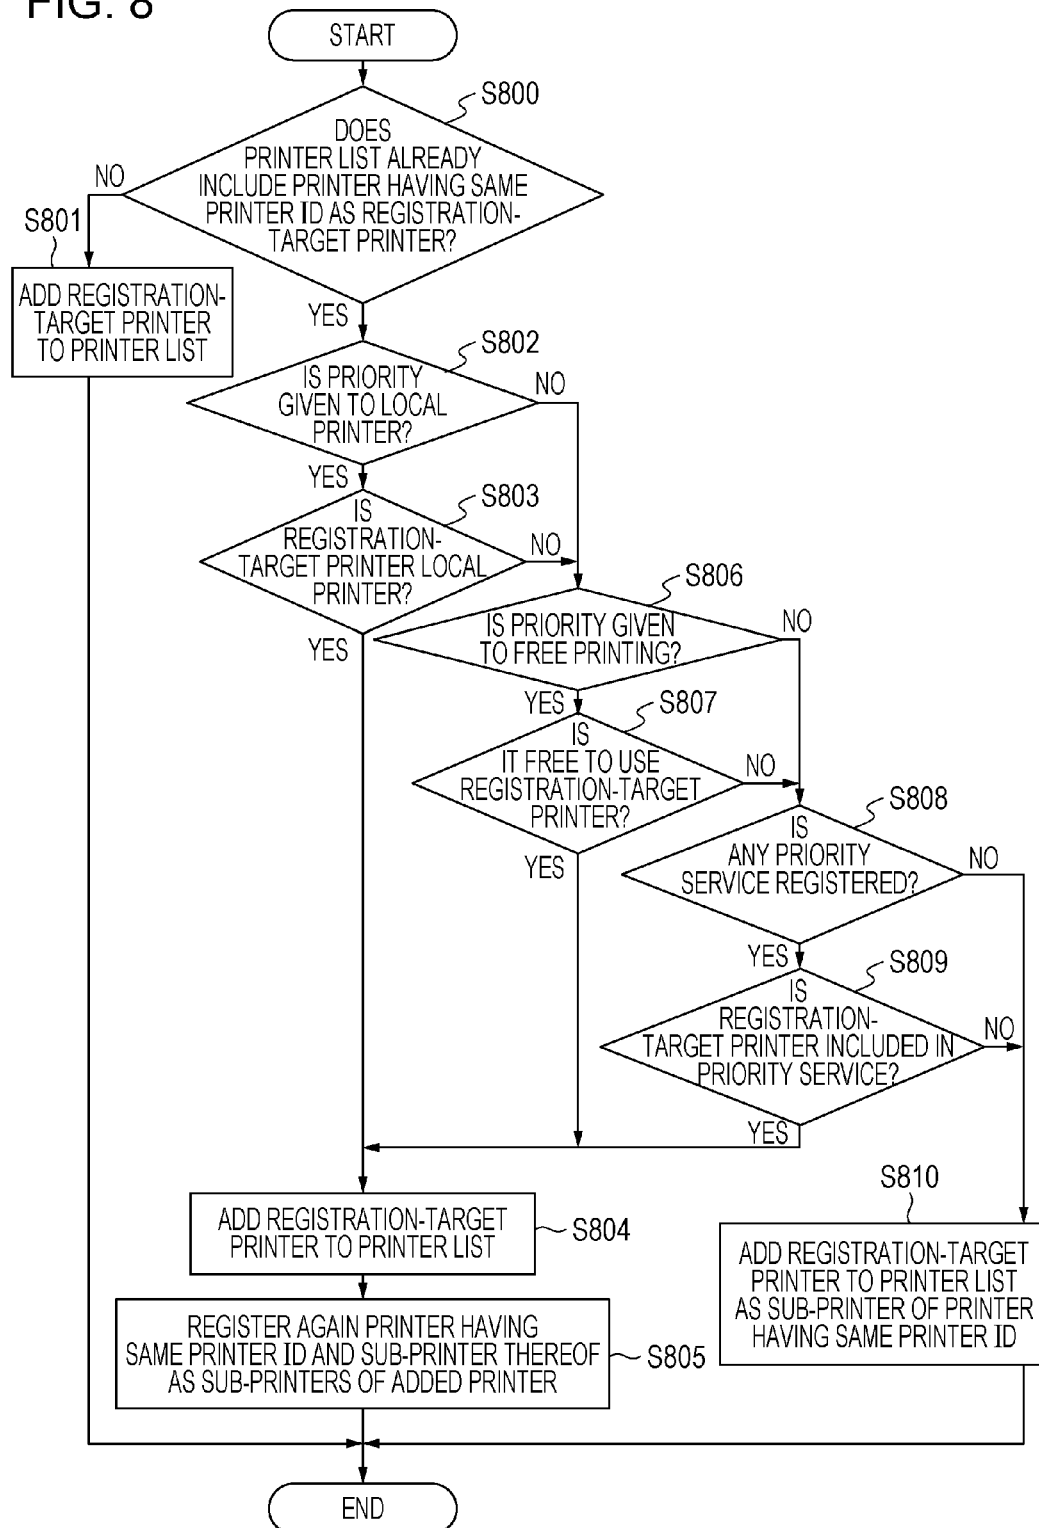 FIG. 8
START
S800
DOES
PRINTER LIST ALREADY
INCLUDE PRINTER HAVING SAME
PRINTER ID AS REGISTRATION-
TARGET PRINTER?
NO
S801
ADD REGISTRATION-
TARGET PRINTER
TO PRINTER LIST
YES
S802
IS PRIORITY
GIVEN TO LOCAL
PRINTER?
NO
YES
S803
IS
REGISTRATION-
TARGET PRINTER LOCAL
PRINTER?
NO
YES
S806
IS PRIORITY GIVEN
TO FREE PRINTING?
NO
YES
S807
IS
IT FREE TO USE
REGISTRATION-TARGET
PRINTER?
NO
YES
S808
IS
ANY PRIORITY
SERVICE REGISTERED?
NO
YES
S809
IS
REGISTRATION-
TARGET PRINTER INCLUDED IN
PRIORITY SERVICE?
NO
YES
ADD REGISTRATION-TARGET
PRINTER TO PRINTER LIST
S804
REGISTER AGAIN PRINTER HAVING
SAME PRINTER ID AND SUB-PRINTER THEREOF
AS SUB-PRINTERS OF ADDED PRINTER
S805
S810
ADD REGISTRATION-TARGET
PRINTER TO PRINTER LIST
AS SUB-PRINTER OF PRINTER
HAVING SAME PRINTER ID
END